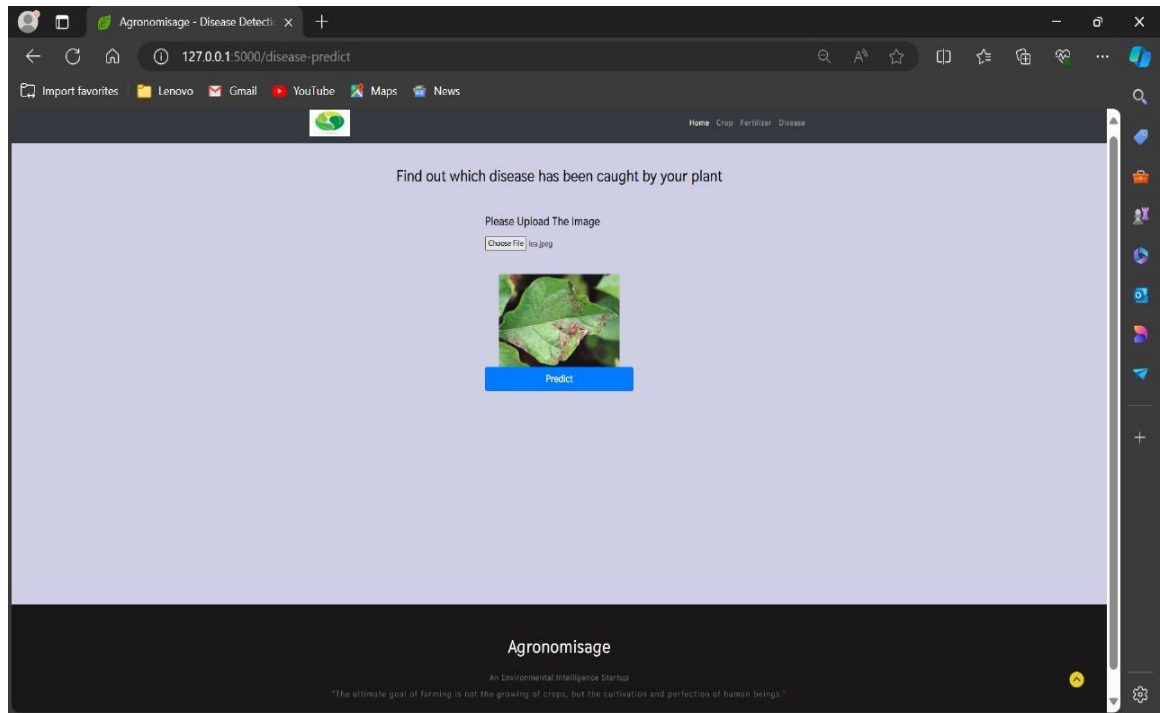 Agronomisage - Disease Detectio
127.0.0.1:5000/disease-predict
Import favorites Lenovo Gmail YouTube Maps News
Home Crop Fertilizer Disease
Find out which disease has been caught by your plant
Please Upload The Image
Choose File lea.jpeg
Predict
Agronomisage
An Environmental Intelligence Startup
"The ultimate goal of farming is not the growing of crops, but the cultivation and perfection of human beings."